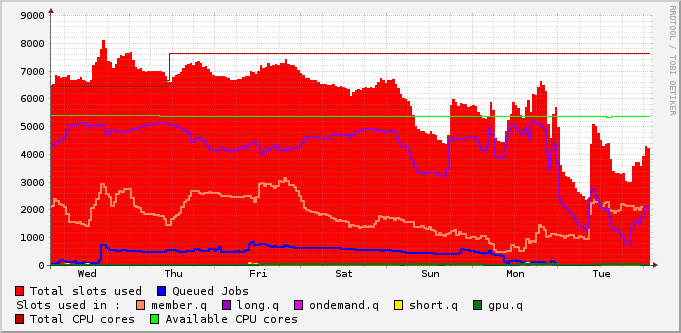 RRDTOOL / TOBI OETIKER
9000
8000
7000
6000
5000
4000
3000
2000
1000
0
Wed Thu Fri Sat Sun Mon Tue
Total slots used Queued Jobs
Slots used in : member.q long.q ondemand.q short.q gpu.q
Total CPU cores Available CPU cores